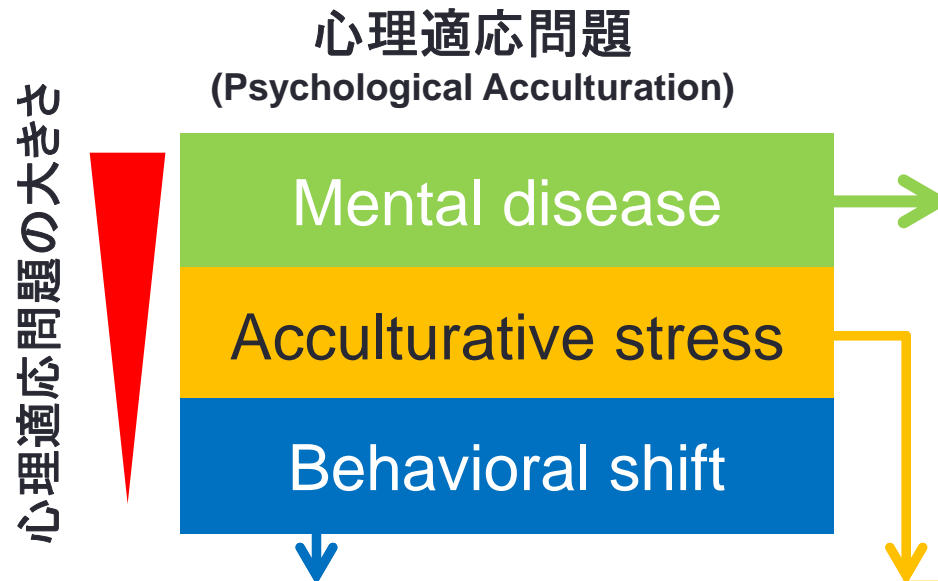 心理適応問題
(Psychological Acculturation)
心理適応問題の大きさ
Mental disease
Acculturative stress
Behavioral shift